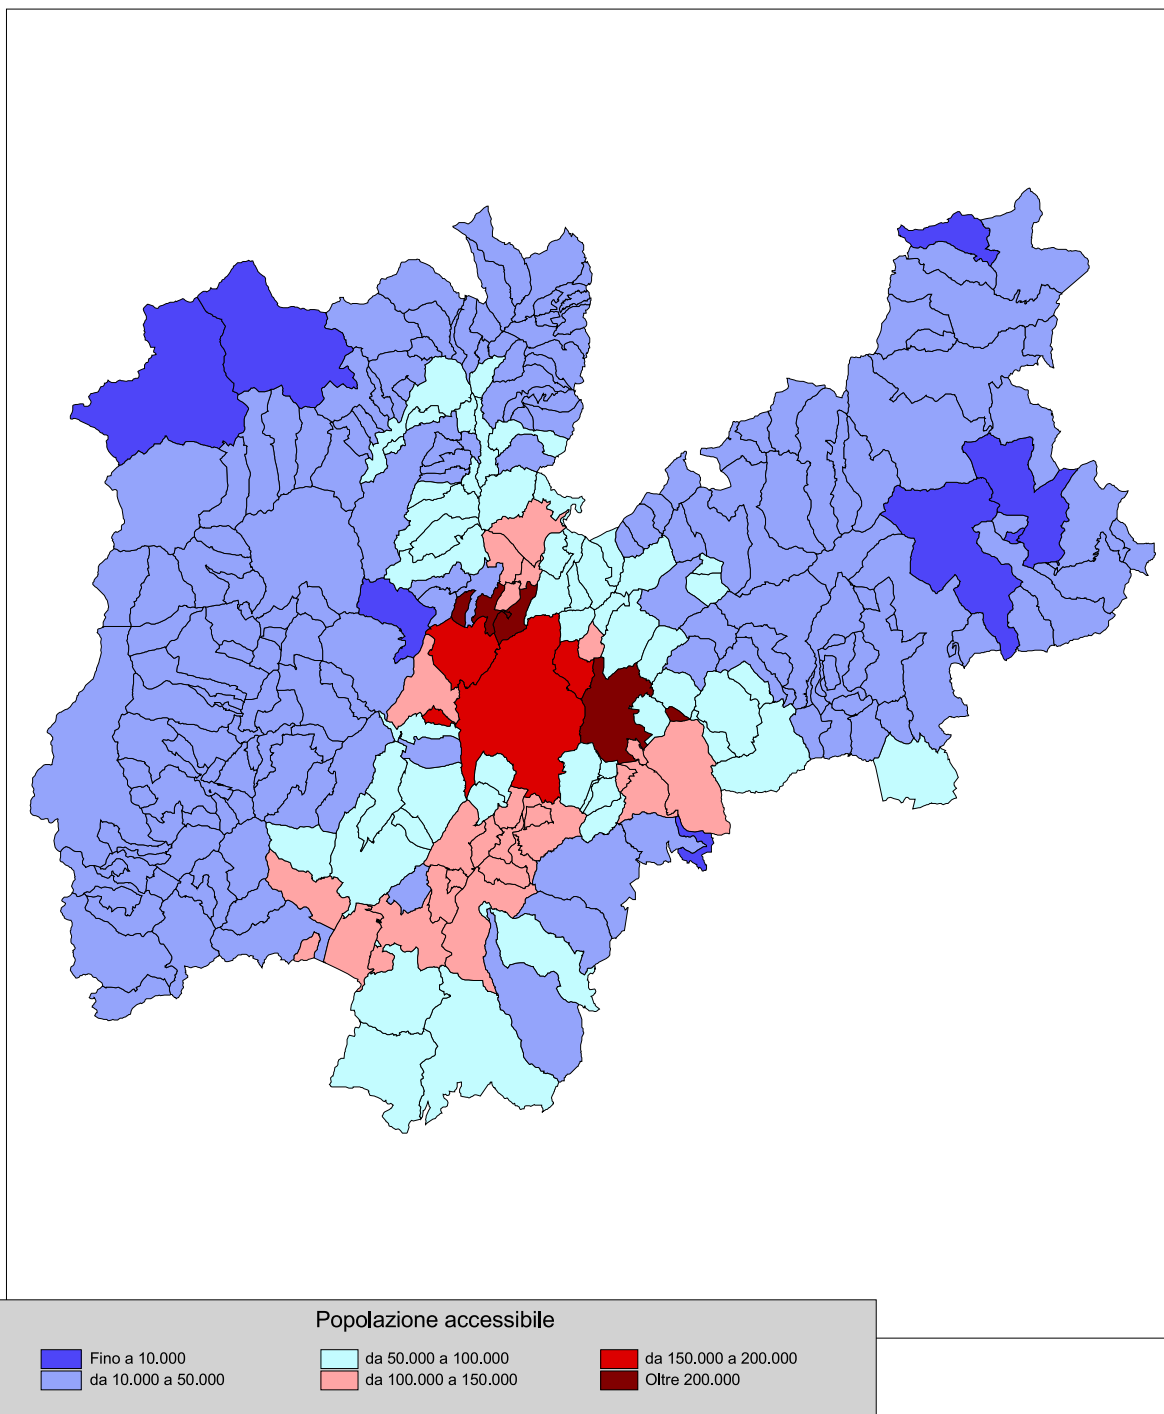 Popolazione accessibile
Fino a 10.000
da 10.000 a 50.000
da 50.000 a 100.000
da 100.000 a 150.000
da 150.000 a 200.000
Oltre 200.000